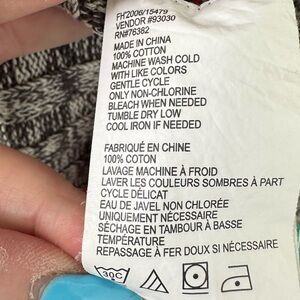 FH2006/15479
VENDOR #93030
RN#76382
MADE IN CHINA
100% COTTON
MACHINE WASH COLD
WITH LIKE COLORS
GENTLE CYCLE
ONLY NON-CHLORINE
BLEACH WHEN NEEDED
TUMBLE DRY LOW
COOL IRON IF NEEDED
FABRIQUÉ EN CHINE
100% COTON
LAVAGE MACHINE À FROID
LAVER LES COULEURS SOMBRES À PART
CYCLE DÉLICAT
EAU DE JAVEL NON CHLORÉE
UNIQUEMENT NÉCESSAIRE
SÉCHAGE EN TAMBOUR À BASSE
TEMPÉRATURE
REPASSAGE À FER DOUX SI NÉCESSAIRE
30C